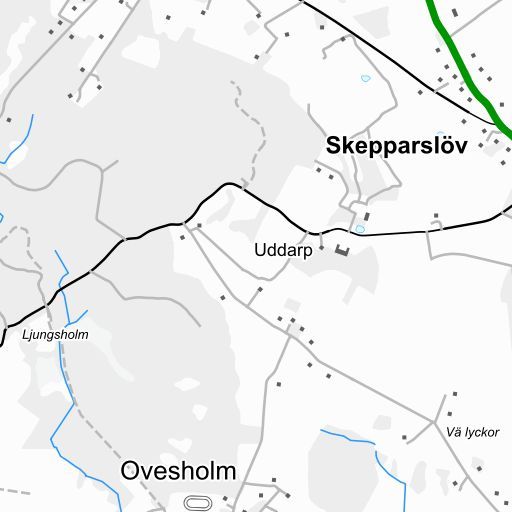 Skepparslöv
Uddarp
Ljungsholm
Vä lyckor
Ovesholm